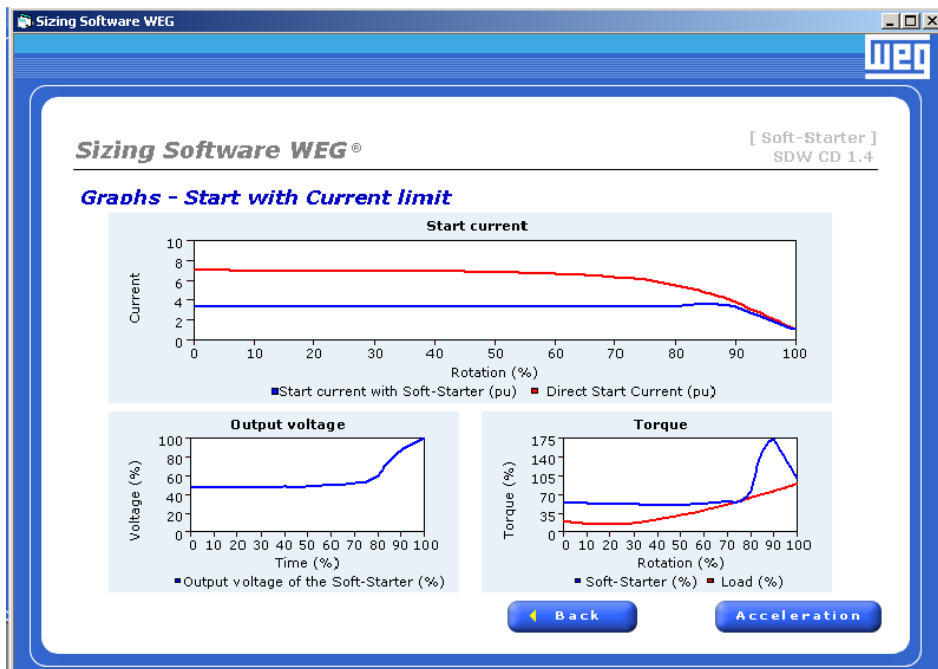 Sizing Software WEG
weg
Sizing Software WEG ®
[ Soft-Starter ]
SDW CD 1.4
Graphs - Start with Current limit
Start current
Current
10
8
6
4
2
0
0 10 20 30 40 50 60 70 80 90 100
Rotation (%)
Start current with Soft-Starter (pu) Direct Start Current (pu)
Output voltage
Voltage (%)
100
80
60
40
20
0
0 10 20 30 40 50 60 70 80 90 100
Time (%)
Output voltage of the Soft-Starter (%)
Torque
Torque (%)
175
140
105
70
35
0
0 10 20 30 40 50 60 70 80 90 100
Rotation (%)
Soft-Starter (%) Load (%)
Back
Acceleration